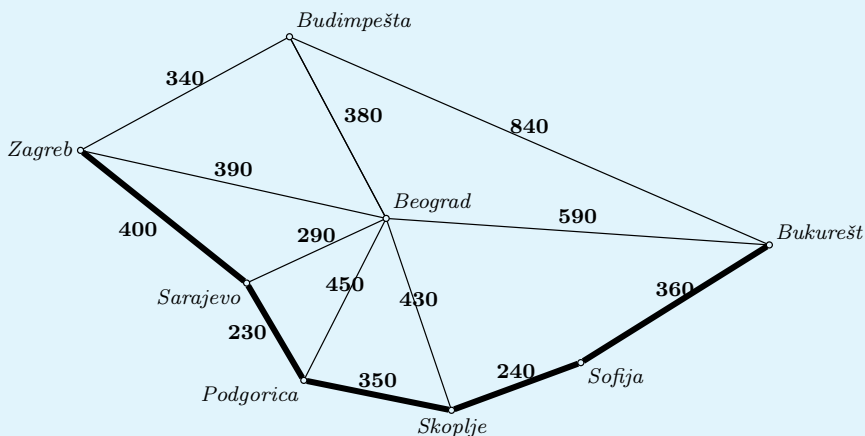 Budimpešta
340
380
840
Zagreb
390
Beograd
590
Bukurešt
400
290
Sarajevo
450
430
360
230
350
240
Podgorica
Sofija
Skoplje